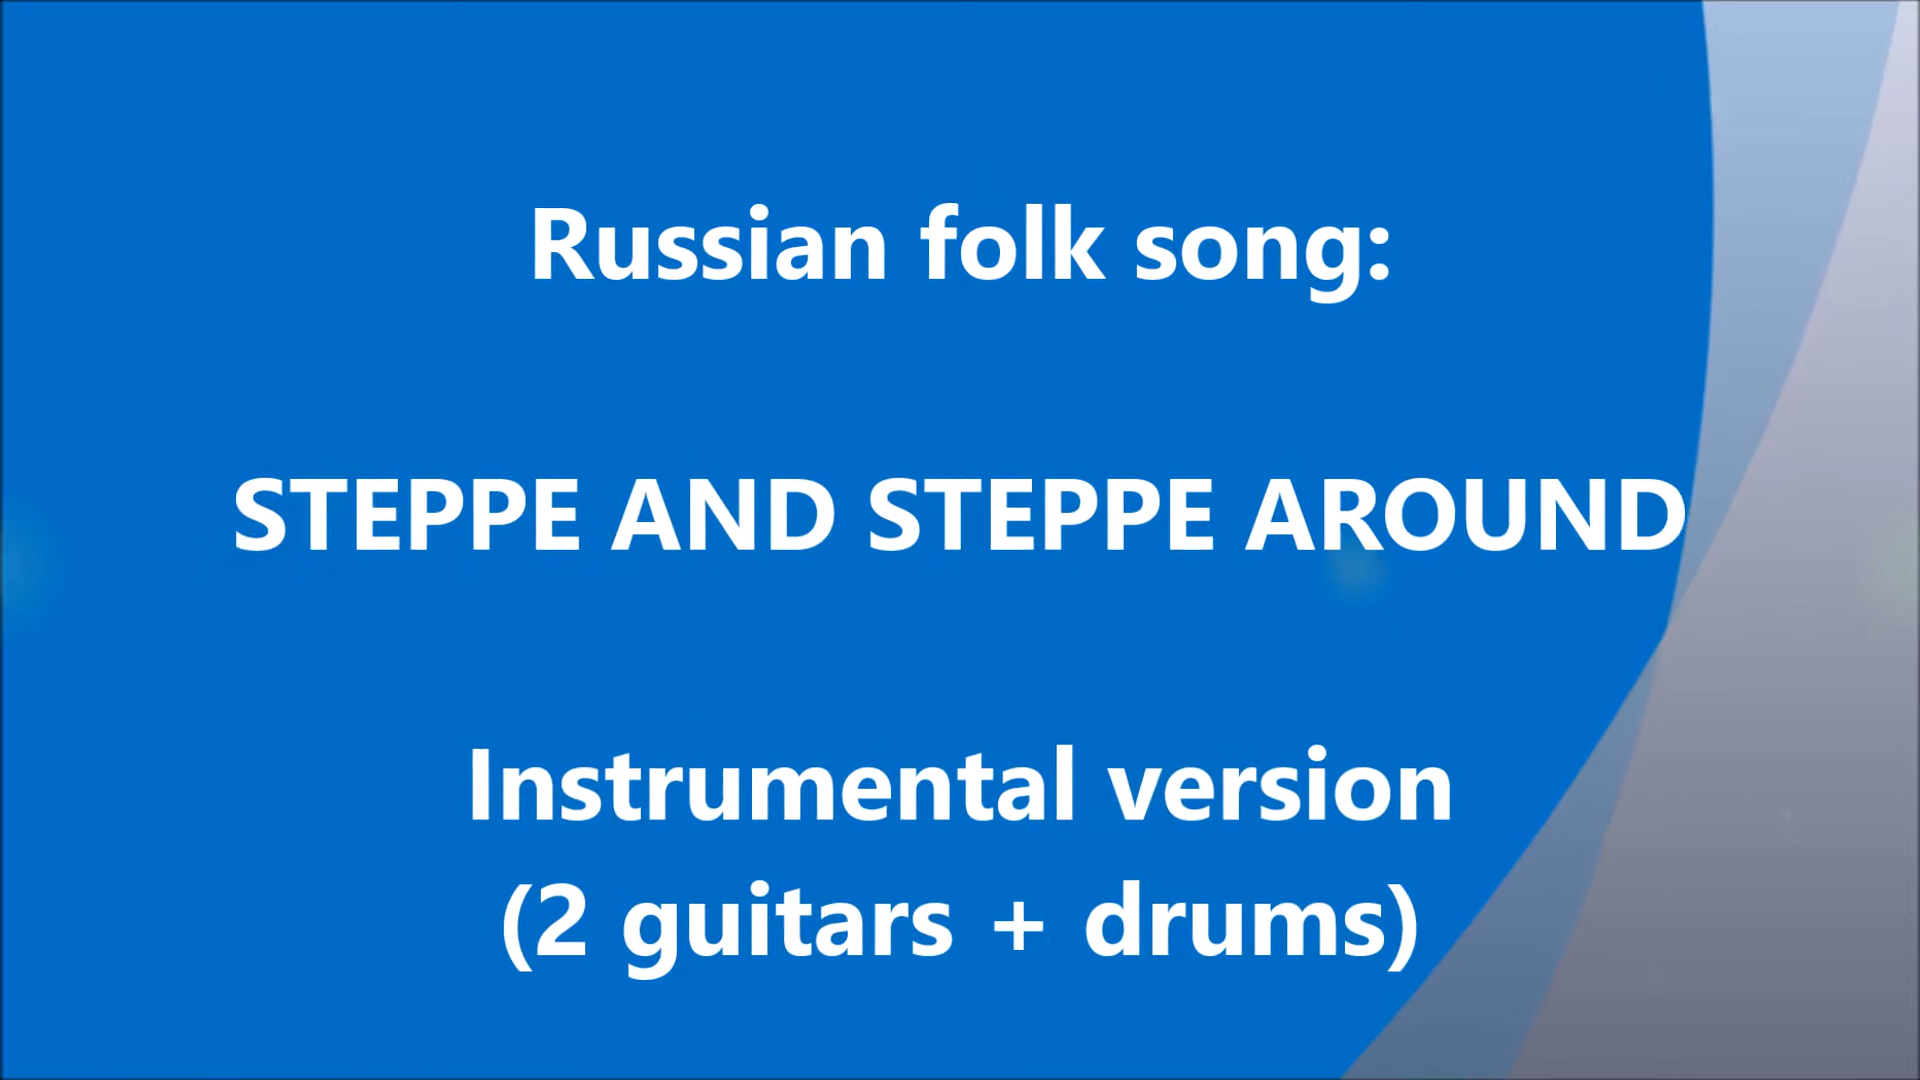 Russian folk song:
STEPPE AND STEPPE AROUND
Instrumental version
(2 guitars + drums)